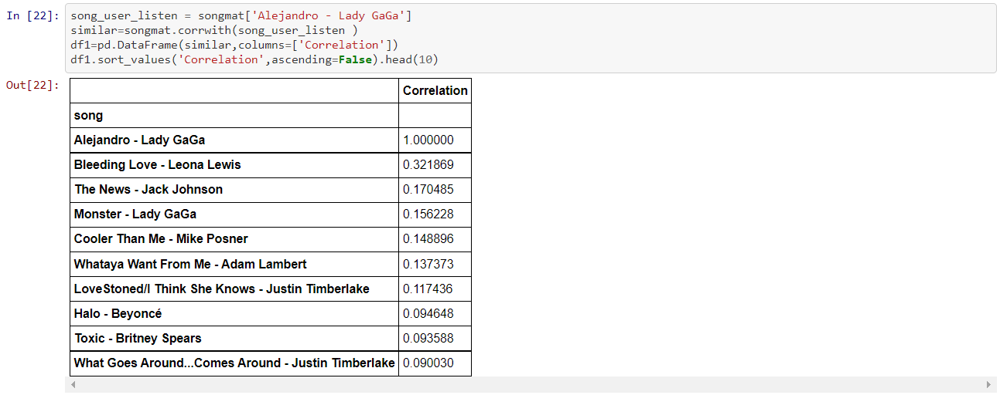 In [22]: song_user_listen = songmat['Alejandro - Lady GaGa']
similar=songmat.corrwith(song_user_listen )
df1=pd.DataFrame(similar,columns=['Correlation'])
df1.sort_values('Correlation',ascending=False).head(10)
Out[22]:
Correlation
song
Alejandro - Lady GaGa 1.000000
Bleeding Love - Leona Lewis 0.321869
The News - Jack Johnson 0.170485
Monster - Lady GaGa 0.156228
Cooler Than Me - Mike Posner 0.148896
Whataya Want From Me - Adam Lambert 0.137373
LoveStoned/I Think She Knows - Justin Timberlake 0.117436
Halo - Beyoncé 0.094648
Toxic - Britney Spears 0.093588
What Goes Around...Comes Around - Justin Timberlake 0.090030